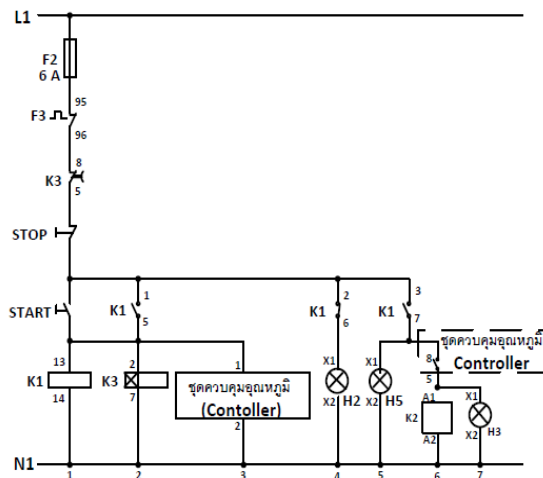 L1
F2
6 A
95
F3
96
8
K3
5
STOP
START
K1
1
5
K1
2
6
K1
3
7
ชุดควบคุมอุณหภูมิ
Controller
8
5
13
K1
14
2
K3
7
1
ชุดควบคุมอุณหภูมิ
(Contoller)
2
X1
X2
H2
X1
X2
H5
A1
K2
A2
X1
X2
H3
N1
1
2
3
4
5
6
7